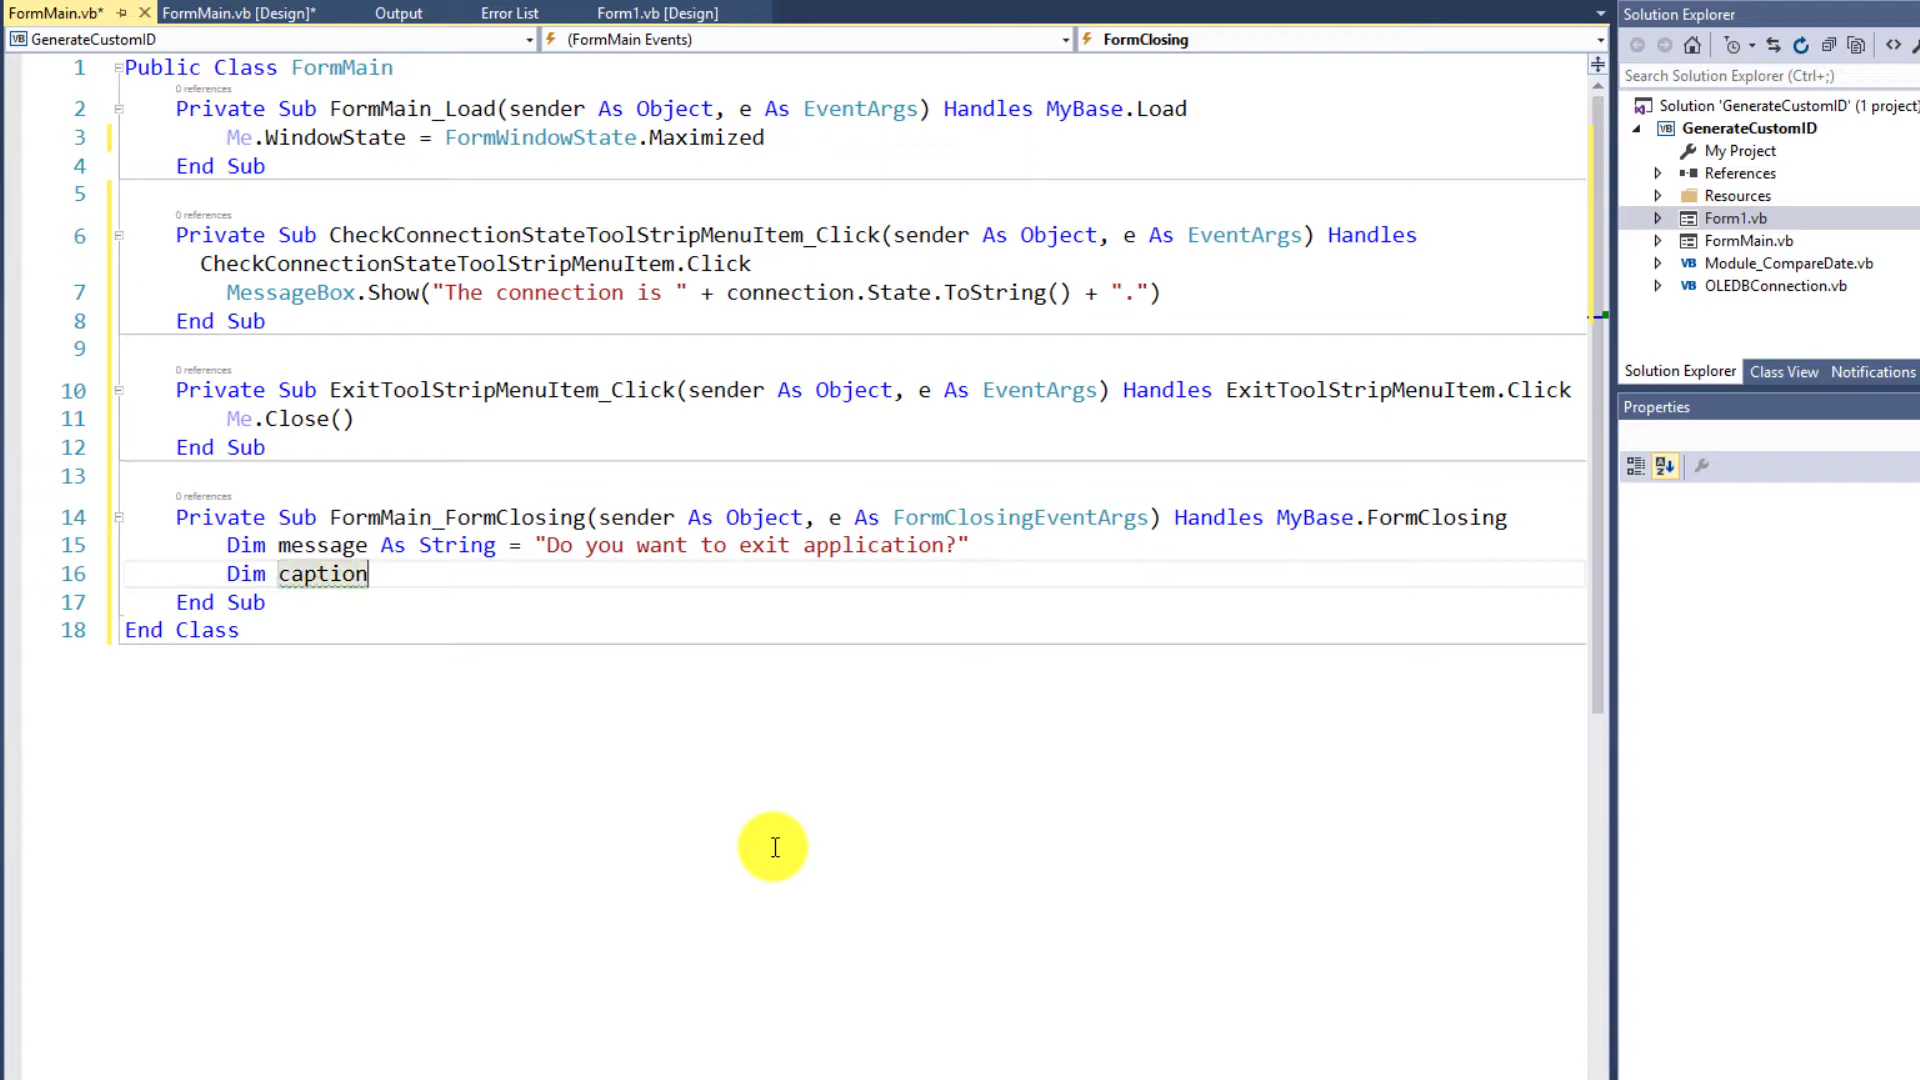 FormMain.vb* FormMain.vb [Design]* Output Error List Form1.vb [Design]
GenerateCustomID (FormMain Events) FormClosing
1 Public Class FormMain
0 references
2 Private Sub FormMain_Load(sender As Object, e As EventArgs) Handles MyBase.Load
3 Me.WindowState = FormWindowState.Maximized
4 End Sub
5
0 references
6 Private Sub CheckConnectionStateToolStripMenuItem_Click(sender As Object, e As EventArgs) Handles
CheckConnectionStateToolStripMenuItem.Click
7 MessageBox.Show("The connection is " + connection.State.ToString() + ".")
8 End Sub
9
0 references
10 Private Sub ExitToolStripMenuItem_Click(sender As Object, e As EventArgs) Handles ExitToolStripMenuItem.Click
11 Me.Close()
12 End Sub
13
0 references
14 Private Sub FormMain_FormClosing(sender As Object, e As FormClosingEventArgs) Handles MyBase.FormClosing
15 Dim message As String = "Do you want to exit application?"
16 Dim caption
17 End Sub
18 End Class
Solution Explorer
Search Solution Explorer (Ctrl+;)
Solution 'GenerateCustomID' (1 project)
VB GenerateCustomID
My Project
References
Resources
Form1.vb
FormMain.vb
VB Module_CompareDate.vb
VB OLEDBConnection.vb
Solution Explorer Class View Notifications
Properties